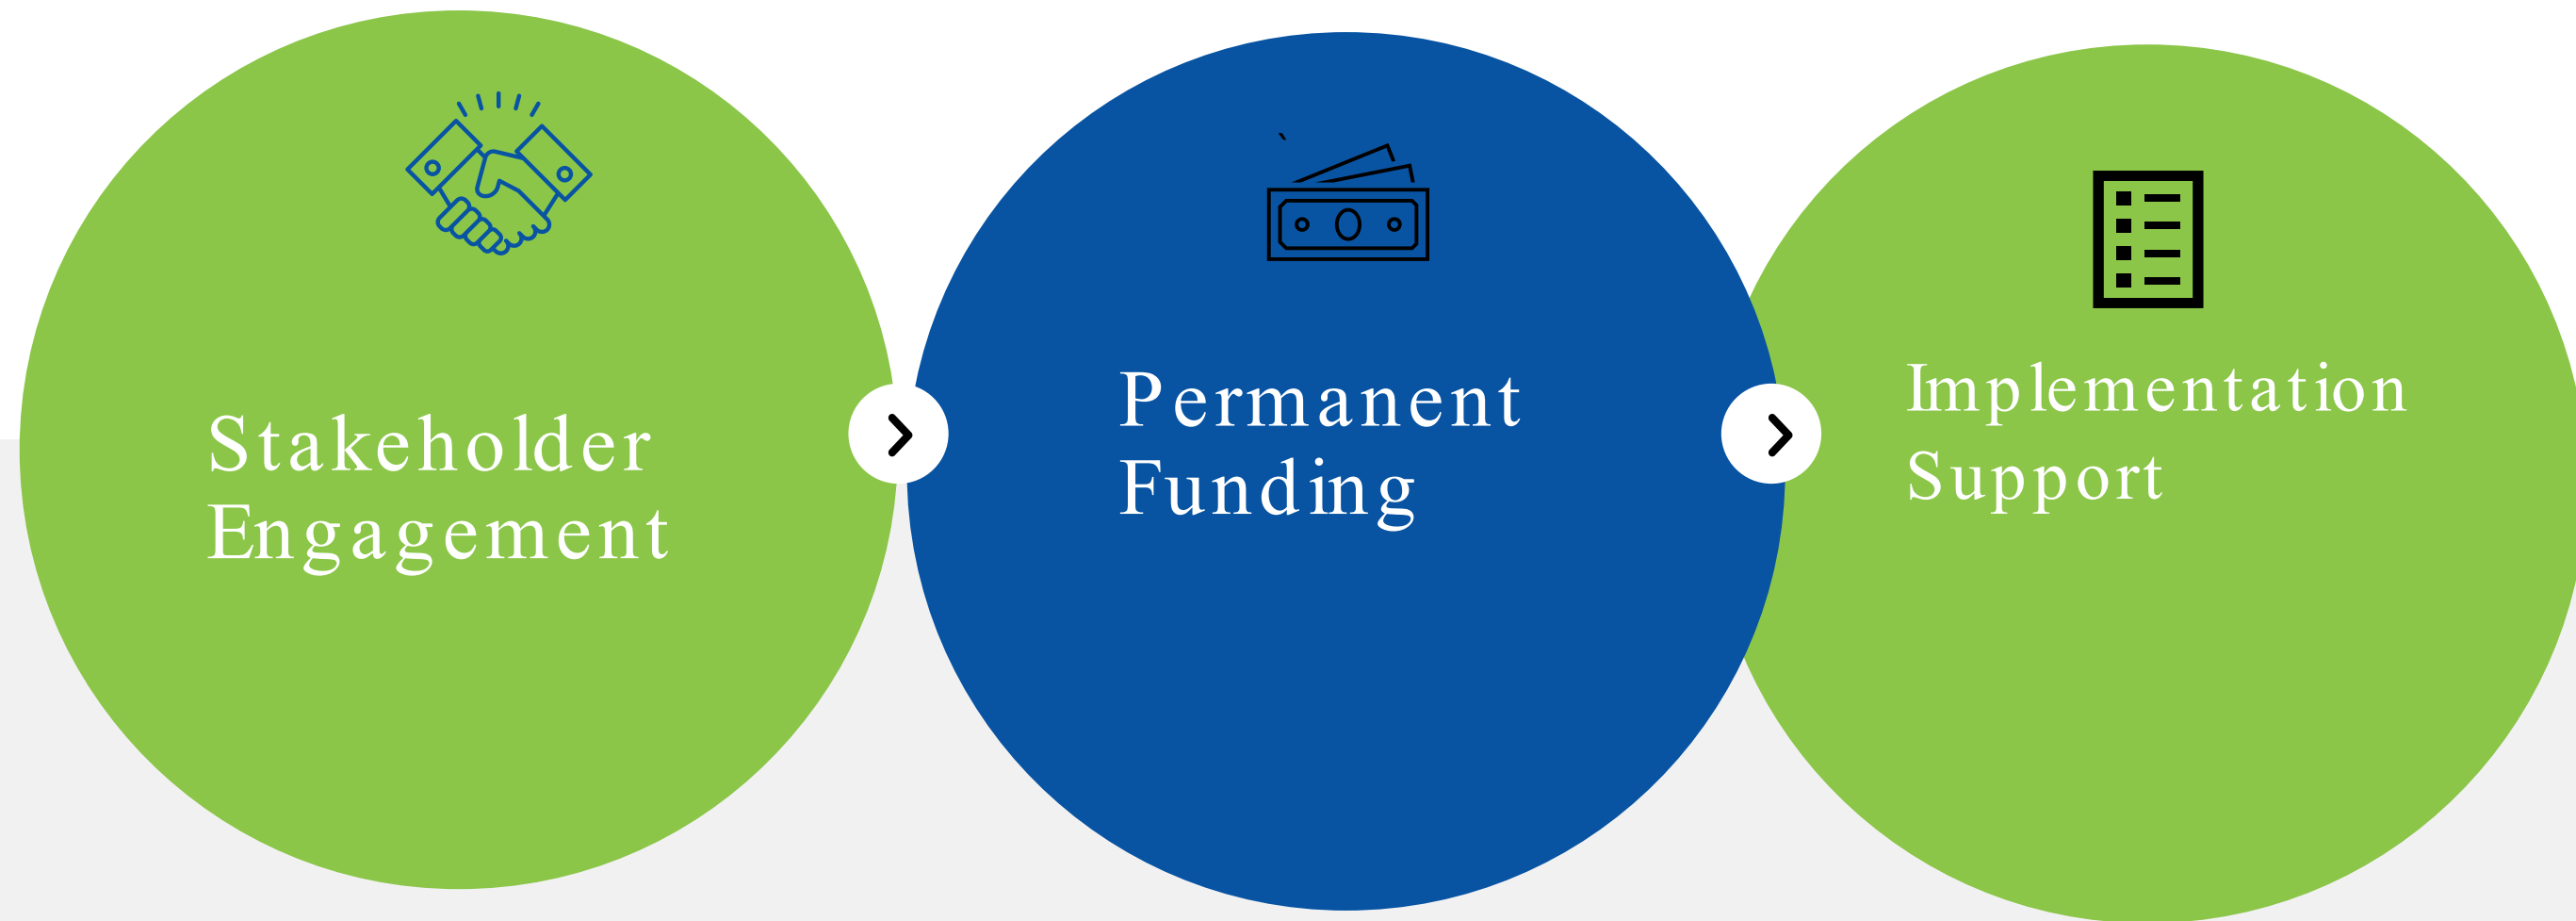 Stakeholder
Engagement
`
Permanent
Funding
Implementation
Support